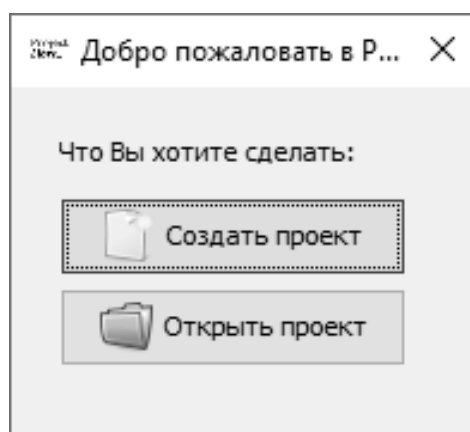 Добро пожаловать в P...
Что Вы хотите сделать:
Создать проект
Открыть проект